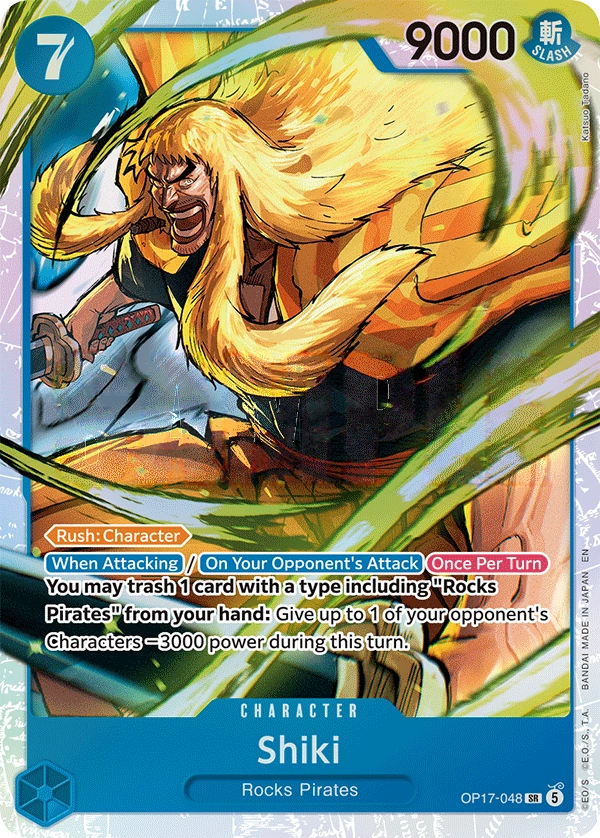 7
9000
斬
SLASH
Katsuo Tadano
Rush: Character
When Attacking / On Your Opponent's Attack Once Per Turn
You may trash 1 card with a type including "Rocks
Pirates" from your hand: Give up to 1 of your opponent's
Characters −3000 power during this turn.
BANDAI MADE IN JAPAN EN
©E.O./S., T.A.
©EO/S
CHARACTER
Shiki
Rocks Pirates
OP17-048 SR 5